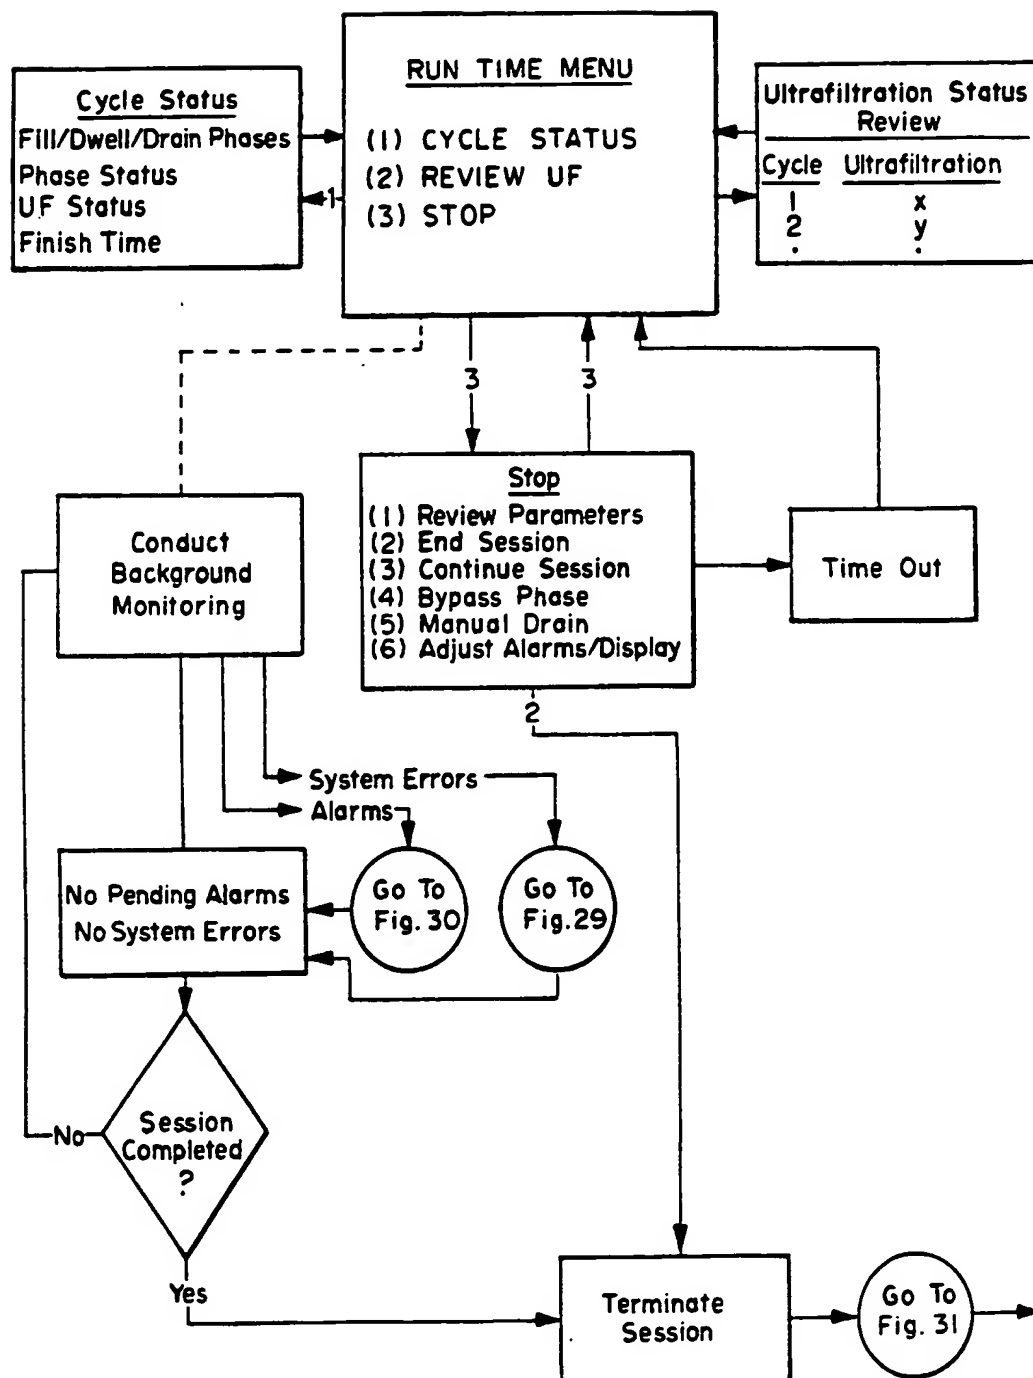 RUN TIME MENU
(1) CYCLE STATUS
(2) REVIEW UF
(3) STOP
Cycle Status
Fill/Dwell/Drain Phases
Phase Status
UF Status
Finish Time
1
Ultrafiltration Status
Review
Cycle Ultrafiltration
1 x
2 y
. .
3
3
Stop
(1) Review Parameters
(2) End Session
(3) Continue Session
(4) Bypass Phase
(5) Manual Drain
(6) Adjust Alarms/Display
Time Out
Conduct
Background
Monitoring
2
System Errors
Alarms
Go To
Fig. 30
Go To
Fig. 29
No Pending Alarms
No System Errors
Session
Completed
?
No
Yes
Terminate
Session
Go To
Fig. 31